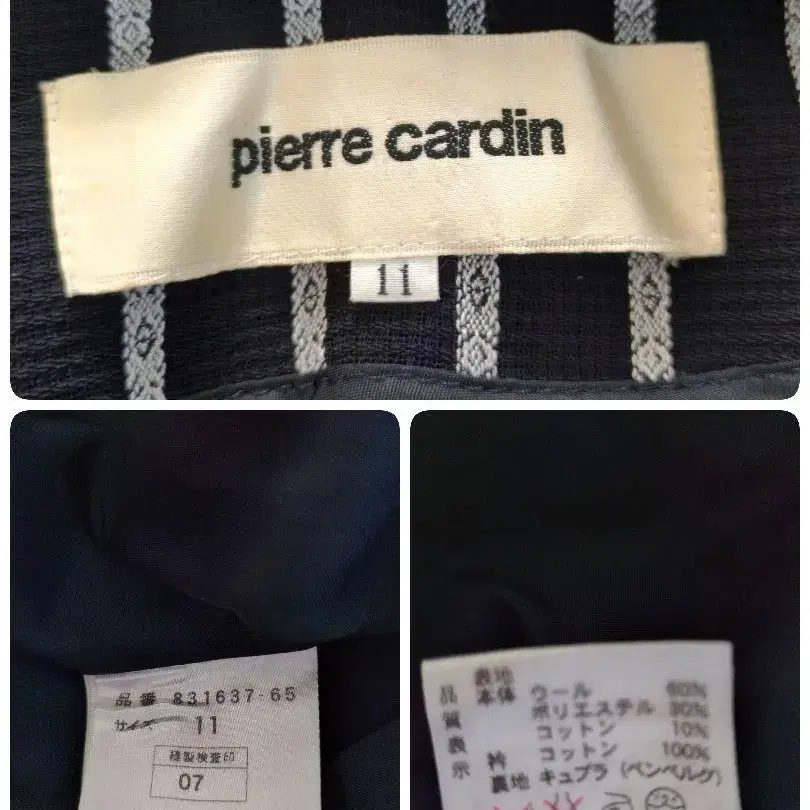 pierre cardin
11
品番 831637-65
サイズ 11
縫製検査印
07
品質表示
表地
本体 ウール 60%
ポリエステル 30%
コットン 10%
衿 コットン 100%
裏地 キュプラ (ベンベルグ)